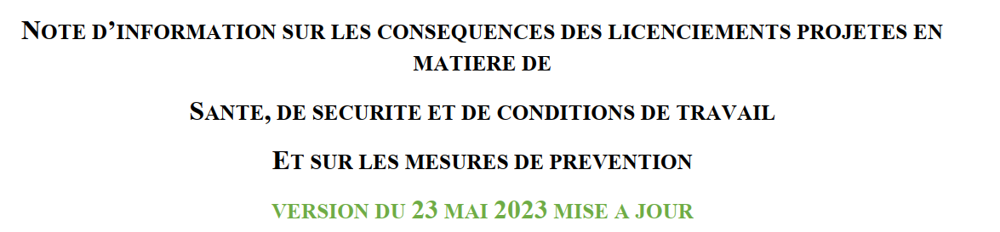 NOTE D’INFORMATION SUR LES CONSEQUENCES DES LICENCIEMENTS PROJETES EN
MATIERE DE
SANTE, DE SECURITE ET DE CONDITIONS DE TRAVAIL
ET SUR LES MESURES DE PREVENTION
VERSION DU 23 MAI 2023 MISE A JOUR